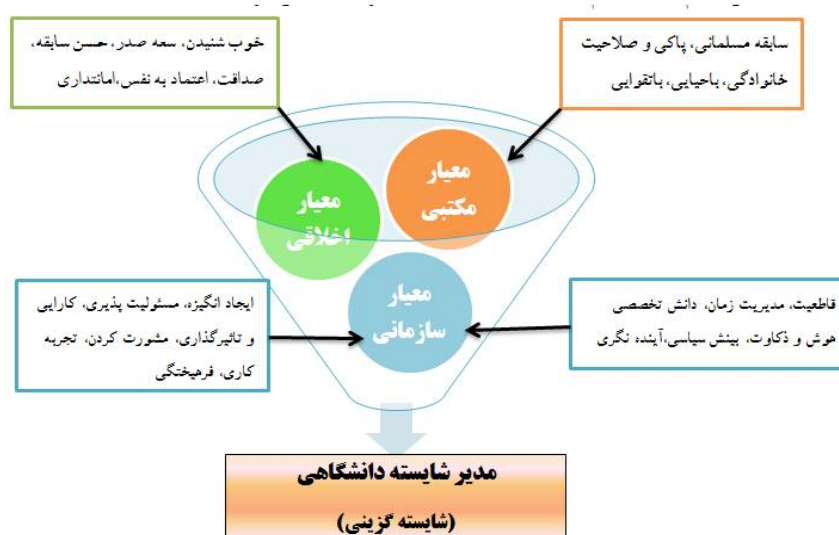 خوب شنیدن، سعه صدر، حسن سابقه،
صداقت، اعتماد به نفس،امانتداری
سابقه مسلمانی، پاکی و صلاحیت
خانوادگی، باحیایی، باتقوایی
معیار
مکتبی
معیار
اخلاقی
معیار
سازمانی
ایجاد انگیزه، مسئولیت پذیری، کارایی
و تاثیرگذاری، مشورت کردن، تجربه
کاری، فرهیختگی
قاطعیت، مدیریت زمان، دانش تخصصی
هوش و ذکاوت، بینش سیاسی،آینده نگری
مدیر شایسته دانشگاهی
(شایسته گزینی)